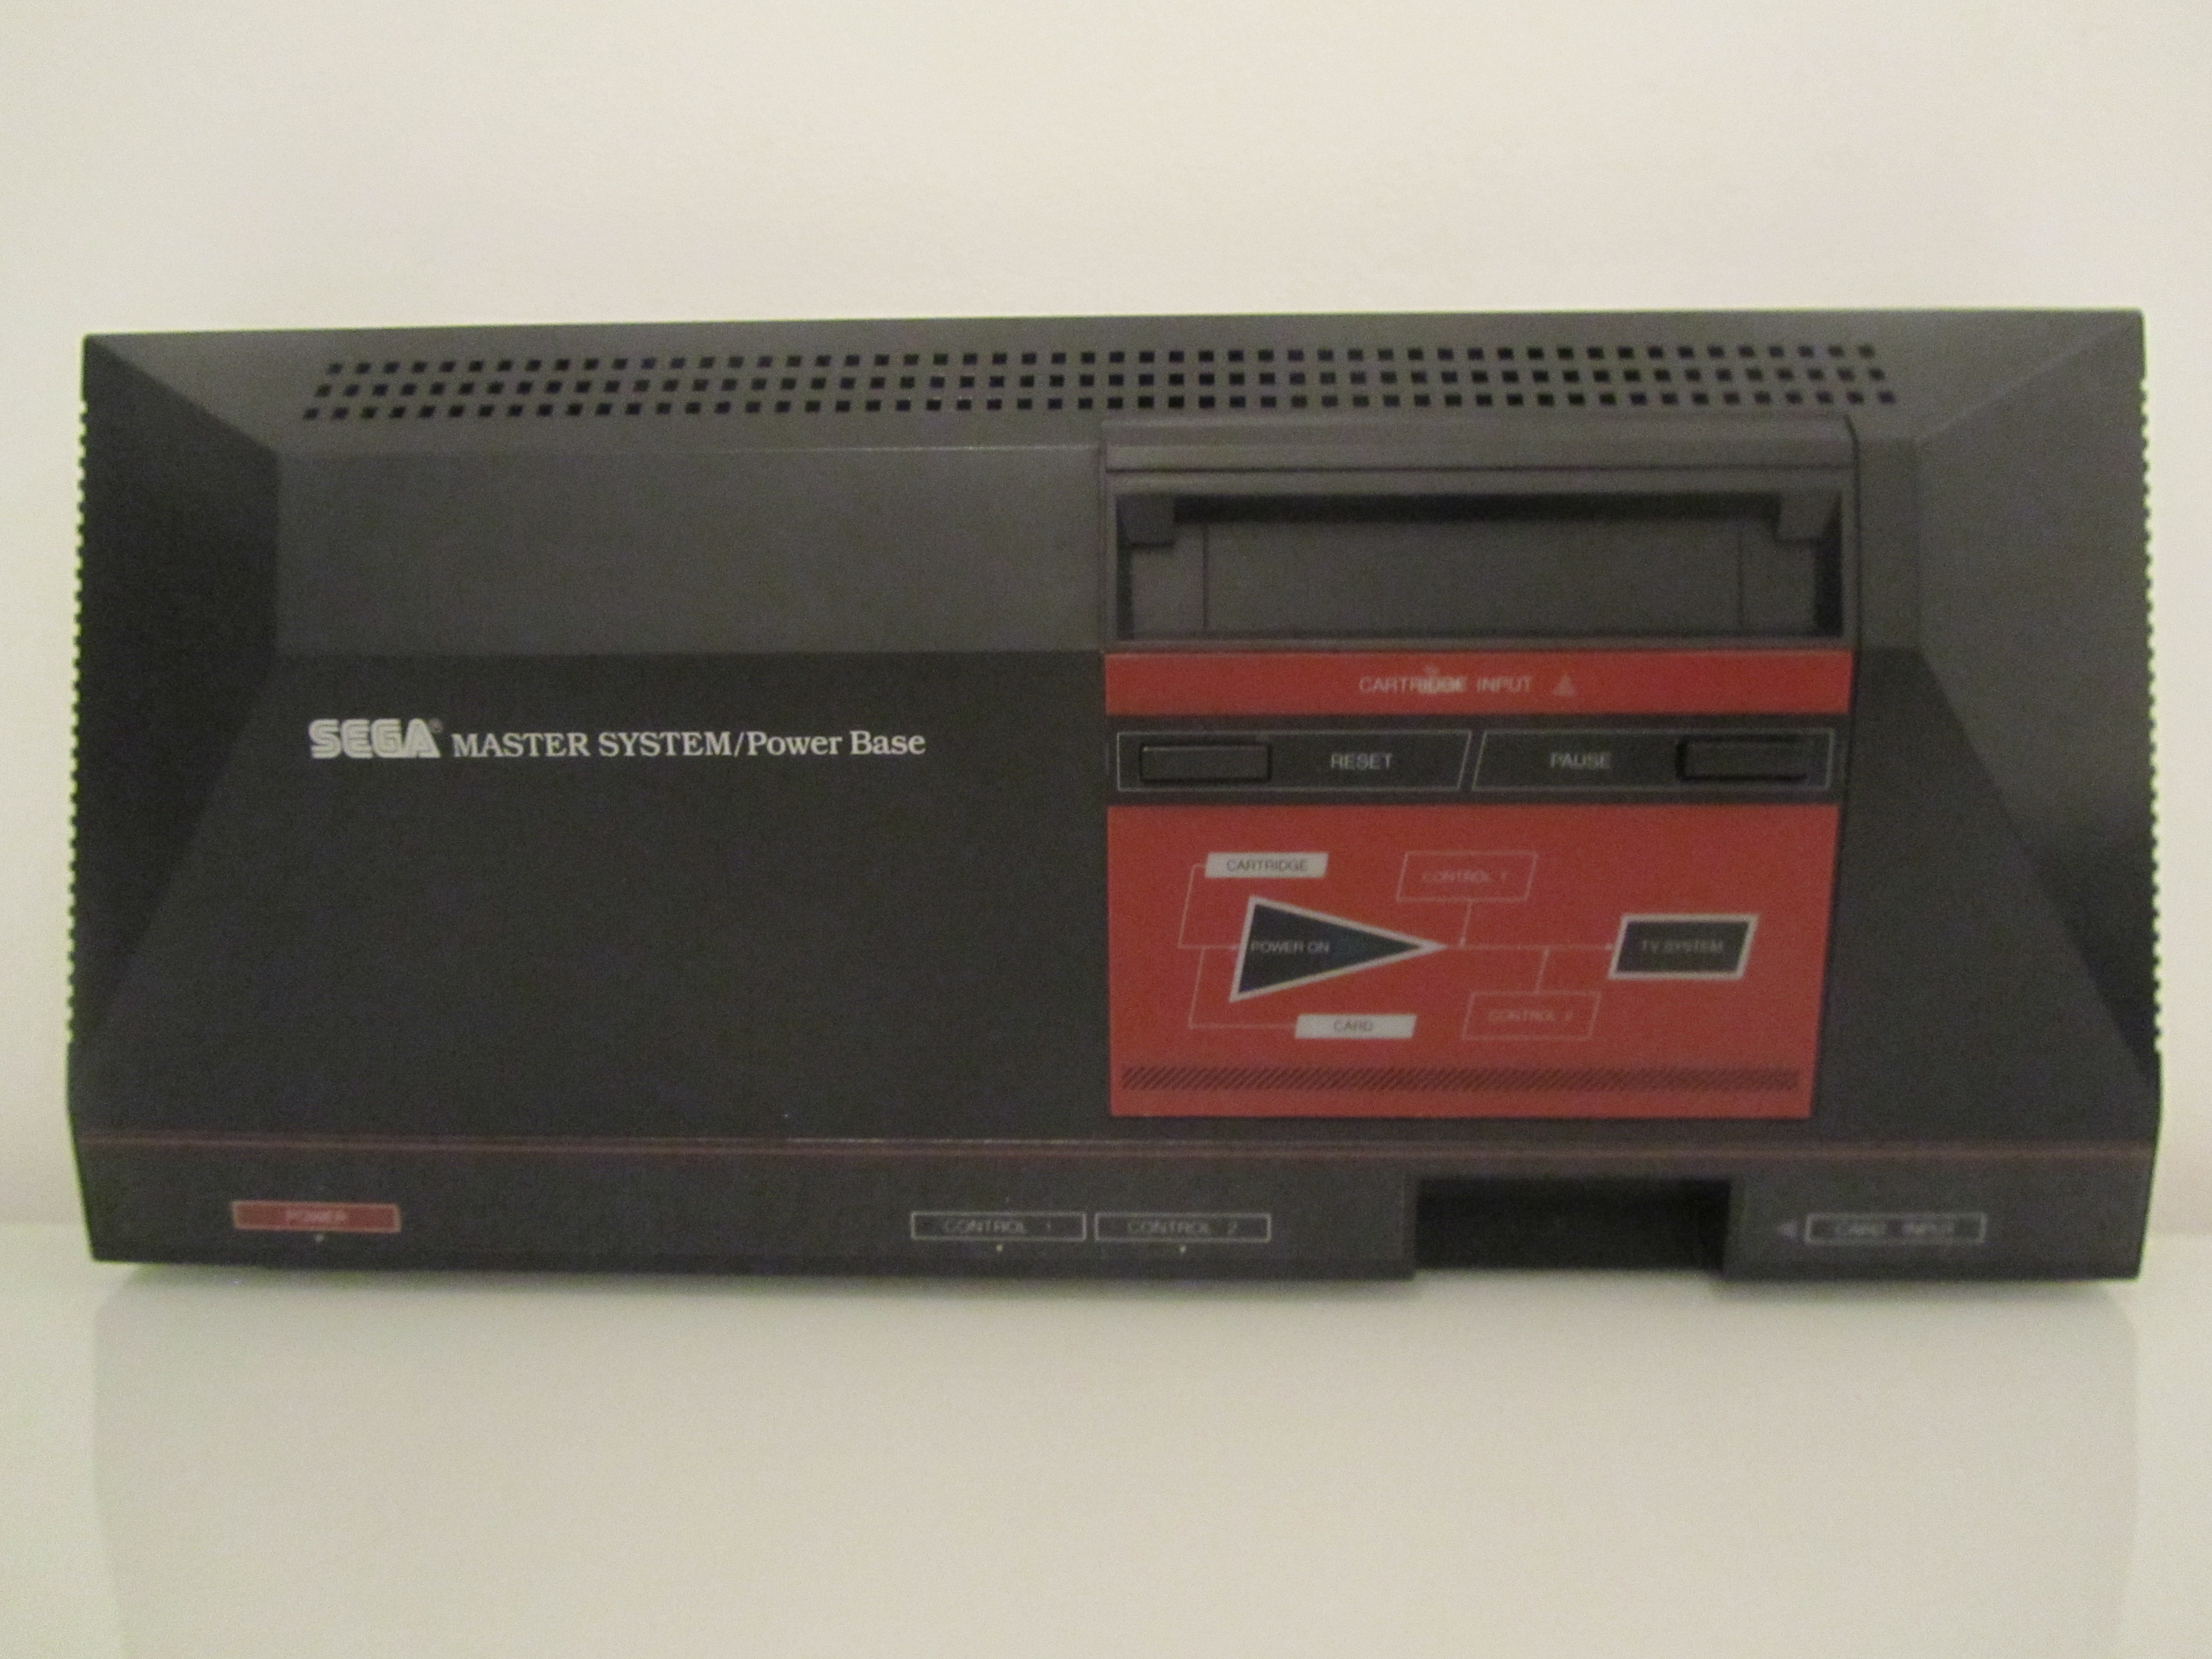 SEGA® MASTER SYSTEM/Power Base
CARTRIDGE INPUT
RESET
PAUSE
CARTRIDGE
CONTROL 1
POWER ON
TV SYSTEM
CARD
CONTROL 2
POWER
CONTROL 1
CONTROL 2
CARD INPUT